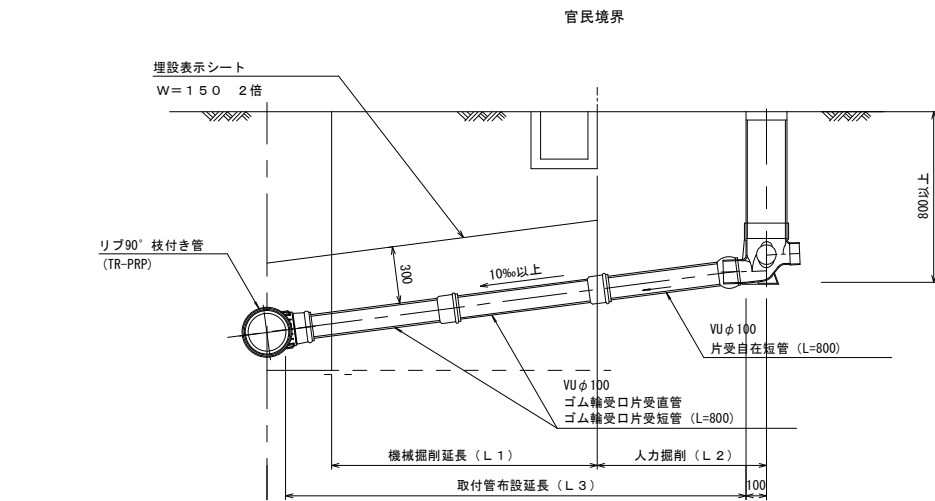 官民境界
埋設表示シート
W=150 2倍
800以上
リブ90°枝付き管
(TR-PRP)
300
10‰以上
VUφ100
片受自在短管 (L=800)
VUφ100
ゴム輪受口片受直管
ゴム輪受口片受短管 (L=800)
機械掘削延長(L1)
人力掘削(L2)
取付管布設延長(L3)
100